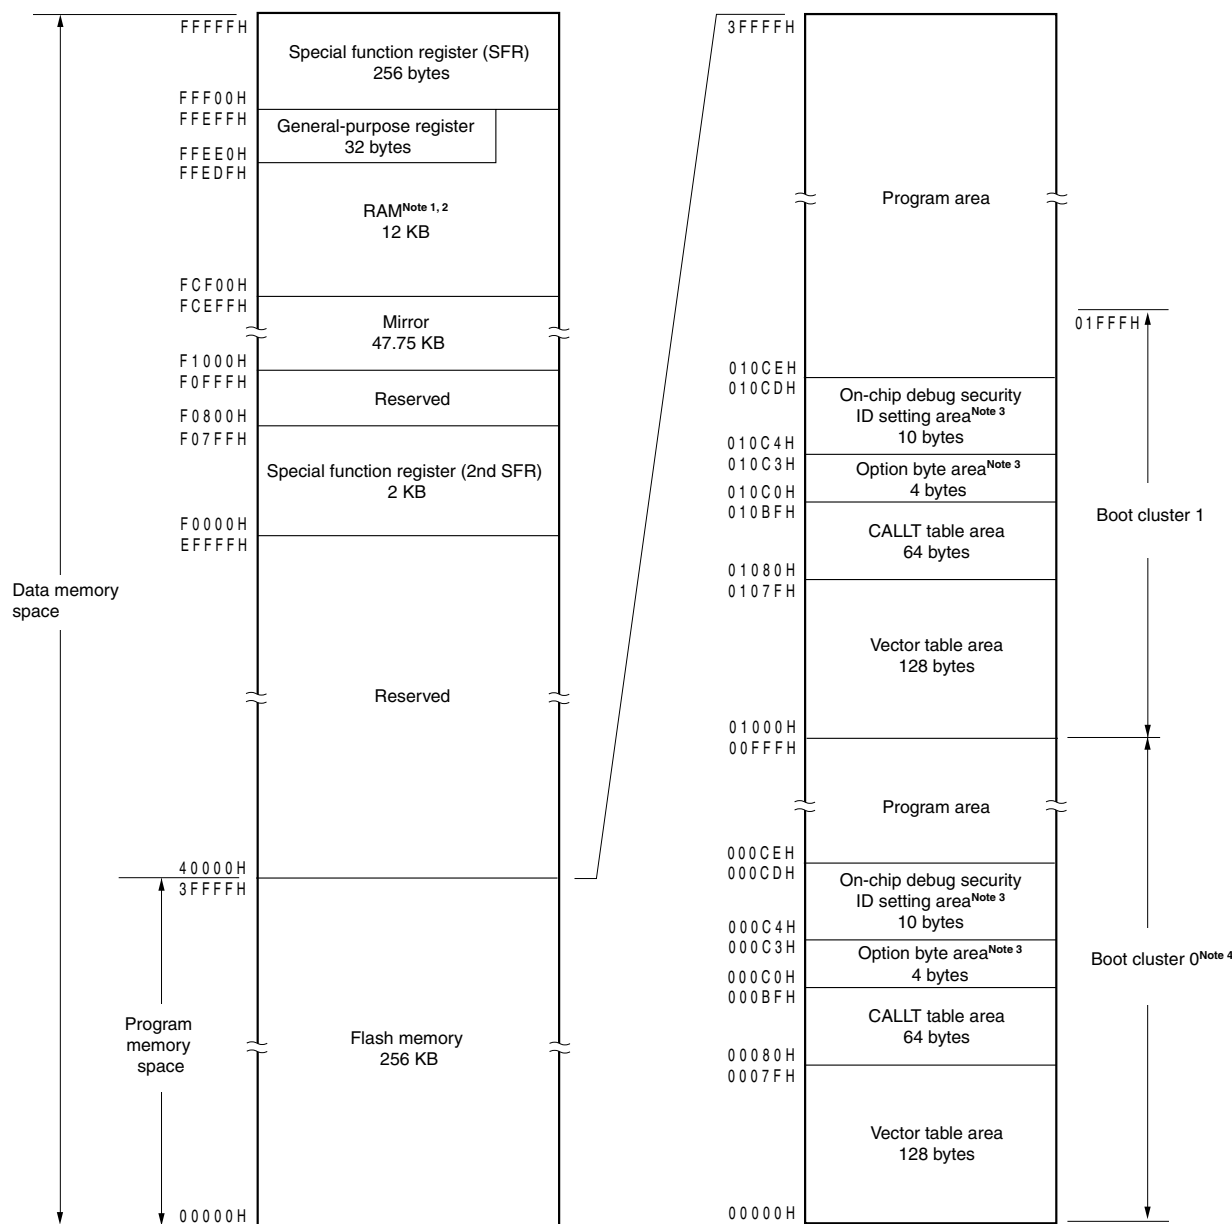 FFFFFH
Special function register (SFR)
256 bytes
FFF00H
FFEFFH
General-purpose register
32 bytes
FFEE0H
FFEDFH
RAMNote 1, 2
12 KB
FCF00H
FCEFFH
Mirror
47.75 KB
F1000H
F0FFFH
Reserved
F0800H
F07FFH
Special function register (2nd SFR)
2 KB
F0000H
EFFFFH
Data memory
space
Reserved
40000H
3FFFFH
Program
memory
space
Flash memory
256 KB
00000H
3FFFFH
Program area
01FFFH
010CEH
010CDH
On-chip debug security
ID setting areaNote 3
10 bytes
010C4H
010C3H
Option byte areaNote 3
4 bytes
010C0H
010BFH
Boot cluster 1
CALLT table area
64 bytes
01080H
0107FH
Vector table area
128 bytes
01000H
00FFFH
Program area
000CEH
000CDH
On-chip debug security
ID setting areaNote 3
10 bytes
000C4H
000C3H
Option byte areaNote 3
4 bytes
Boot cluster 0Note 4
000C0H
000BFH
CALLT table area
64 bytes
00080H
0007FH
Vector table area
128 bytes
00000H